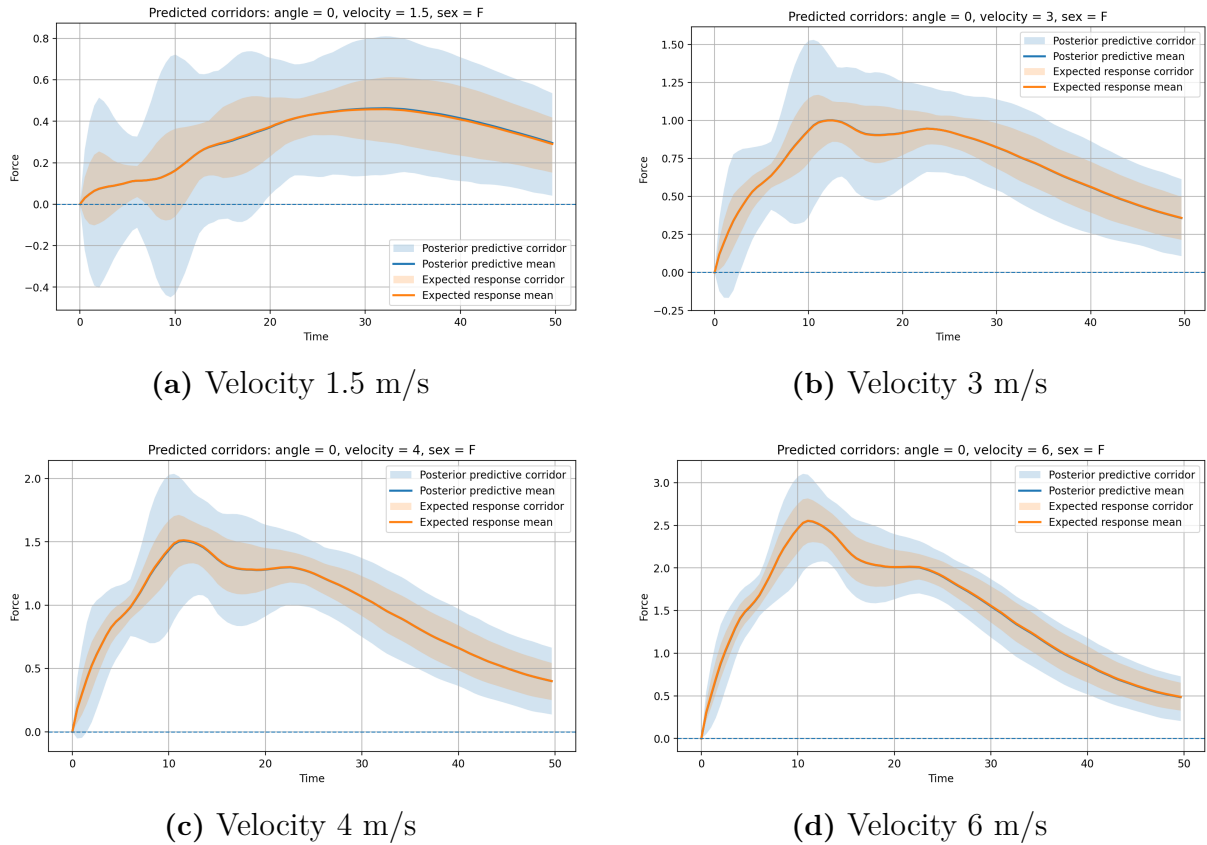 Predicted corridors: angle = 0, velocity = 1.5, sex = F
0.8
0.6
0.4
0.2
0.0
−0.2
−0.4
Force
Posterior predictive corridor
Posterior predictive mean
Expected response corridor
Expected response mean
0 10 20 30 40 50
Time
(a) Velocity 1.5 m/s
Predicted corridors: angle = 0, velocity = 3, sex = F
1.50
1.25
1.00
0.75
0.50
0.25
0.00
−0.25
Force
Posterior predictive corridor
Posterior predictive mean
Expected response corridor
Expected response mean
0 10 20 30 40 50
Time
(b) Velocity 3 m/s
Predicted corridors: angle = 0, velocity = 4, sex = F
2.0
1.5
1.0
0.5
0.0
Force
Posterior predictive corridor
Posterior predictive mean
Expected response corridor
Expected response mean
0 10 20 30 40 50
Time
(c) Velocity 4 m/s
Predicted corridors: angle = 0, velocity = 6, sex = F
3.0
2.5
2.0
1.5
1.0
0.5
0.0
Force
Posterior predictive corridor
Posterior predictive mean
Expected response corridor
Expected response mean
0 10 20 30 40 50
Time
(d) Velocity 6 m/s